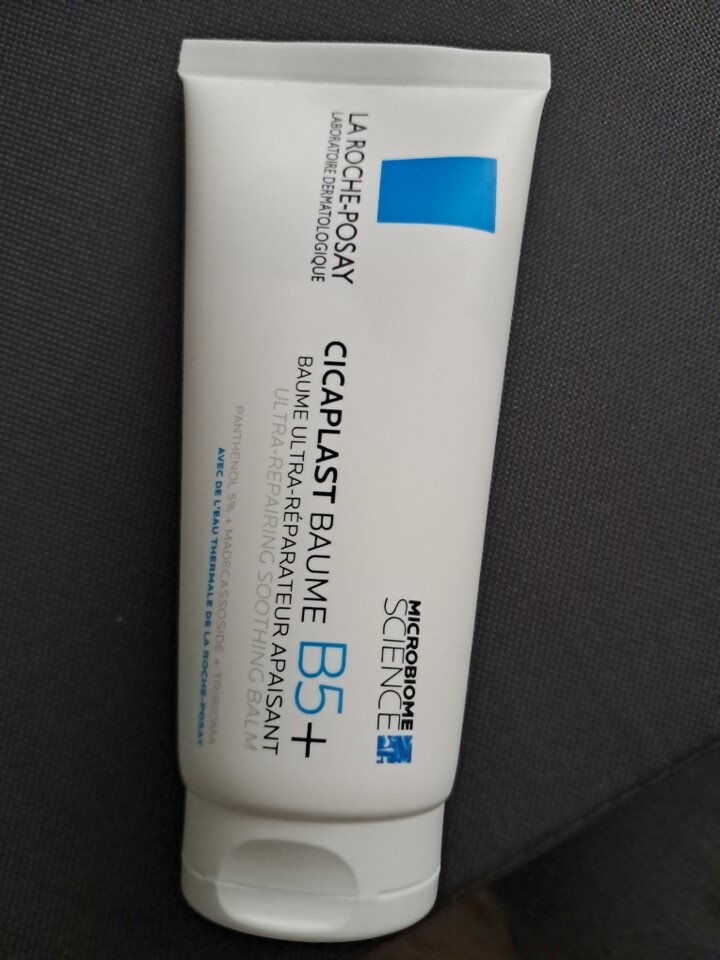 LA ROCHE-POSAY
LABORATOIRE DERMATOLOGIQUE
MICROBIOME
SCIENCE
CICAPLAST BAUME B5+
BAUME ULTRA-RÉPARATEUR APAISANT
ULTRA-REPAIRING SOOTHING BALM
PANTHENOL 5% + MADECASSOSIDE + TRIBIOMA
AVEC DE L'EAU THERMALE DE LA ROCHE-POSAY